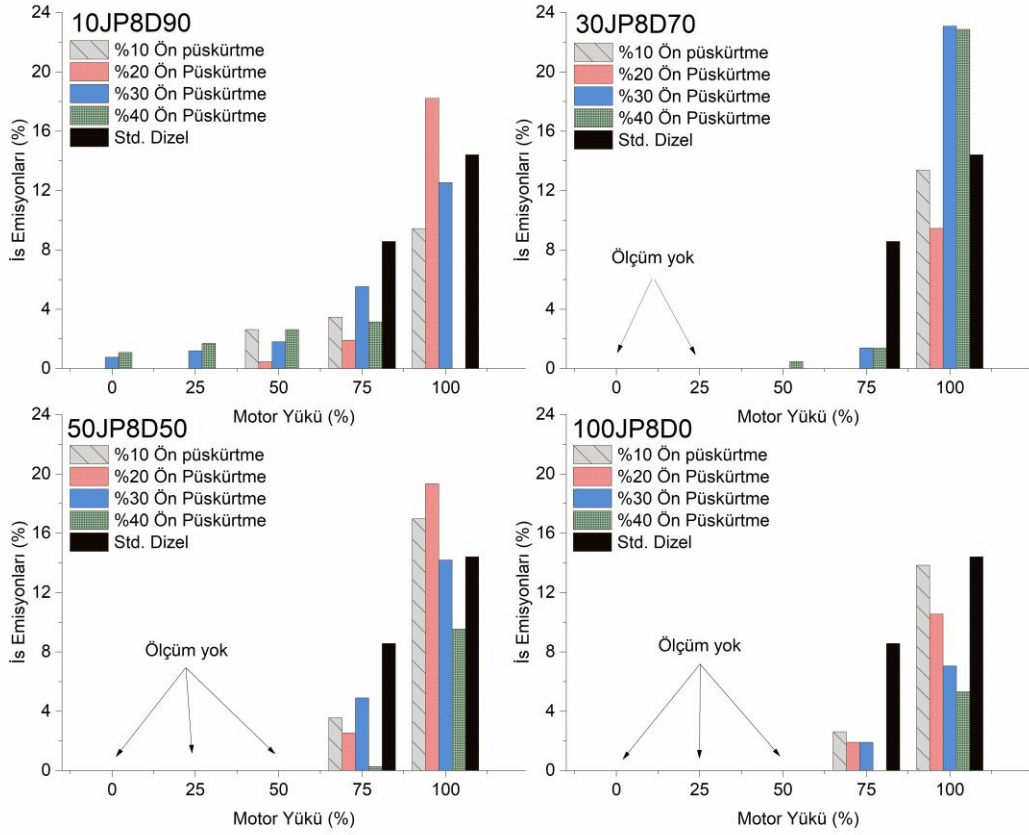 10JP8D90
%10 Ön püskürtme
%20 Ön Püskürtme
%30 Ön Püskürtme
%40 Ön Püskürtme
Std. Dizel
İs Emisyonları (%)
24
20
16
12
8
4
0
0 25 50 75 100
Motor Yükü (%)
30JP8D70
%10 Ön püskürtme
%20 Ön Püskürtme
%30 Ön Püskürtme
%40 Ön Püskürtme
Std. Dizel
Ölçüm yok
İs Emisyonları (%)
24
20
16
12
8
4
0
0 25 50 75 100
Motor Yükü (%)
50JP8D50
%10 Ön püskürtme
%20 Ön Püskürtme
%30 Ön Püskürtme
%40 Ön Püskürtme
Std. Dizel
Ölçüm yok
İs Emisyonları (%)
24
20
16
12
8
4
0
0 25 50 75 100
Motor Yükü (%)
100JP8D0
%10 Ön püskürtme
%20 Ön Püskürtme
%30 Ön Püskürtme
%40 Ön Püskürtme
Std. Dizel
Ölçüm yok
İs Emisyonları (%)
24
20
16
12
8
4
0
0 25 50 75 100
Motor Yükü (%)